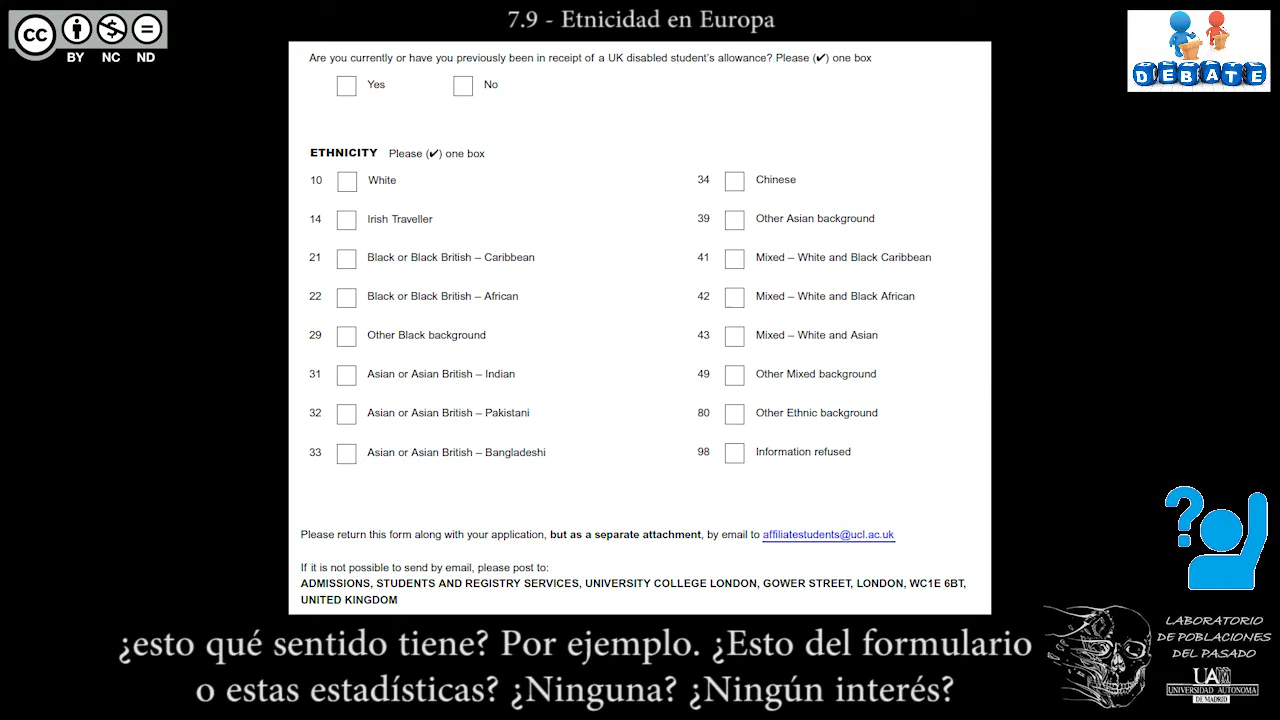 7.9 - Etnicidad en Europa
CC
BY NC ND
DEBATE
Are you currently or have you previously been in receipt of a UK disabled student's allowance? Please (✔) one box
Yes No
ETHNICITY Please (✔) one box
10 White
14 Irish Traveller
21 Black or Black British – Caribbean
22 Black or Black British – African
29 Other Black background
31 Asian or Asian British – Indian
32 Asian or Asian British – Pakistani
33 Asian or Asian British – Bangladeshi
34 Chinese
39 Other Asian background
41 Mixed – White and Black Caribbean
42 Mixed – White and Black African
43 Mixed – White and Asian
49 Other Mixed background
80 Other Ethnic background
98 Information refused
Please return this form along with your application, but as a separate attachment, by email to affiliatestudents@ucl.ac.uk
If it is not possible to send by email, please post to:
ADMISSIONS, STUDENTS AND REGISTRY SERVICES, UNIVERSITY COLLEGE LONDON, GOWER STREET, LONDON, WC1E 6BT,
UNITED KINGDOM
¿esto qué sentido tiene? Por ejemplo. ¿Esto del formulario
o estas estadísticas? ¿Ninguna? ¿Ningún interés?
?
LABORATORIO
DE POBLACIONES
DEL PASADO
UAM
UNIVERSIDAD AUTONOMA
DE MADRID